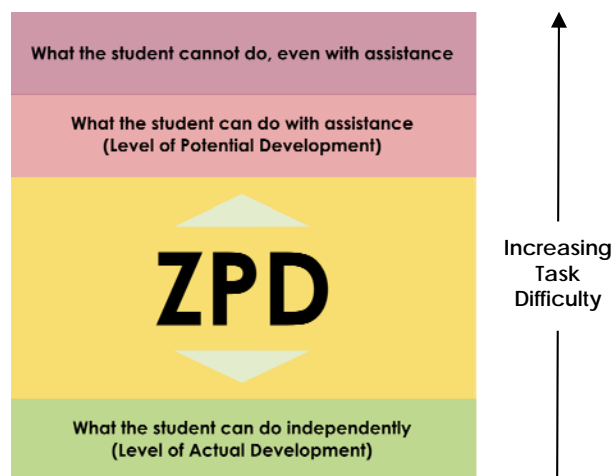 What the student cannot do, even with assistance
What the student can do with assistance
(Level of Potential Development)
ZPD
Increasing
Task
Difficulty
What the student can do independently
(Level of Actual Development)